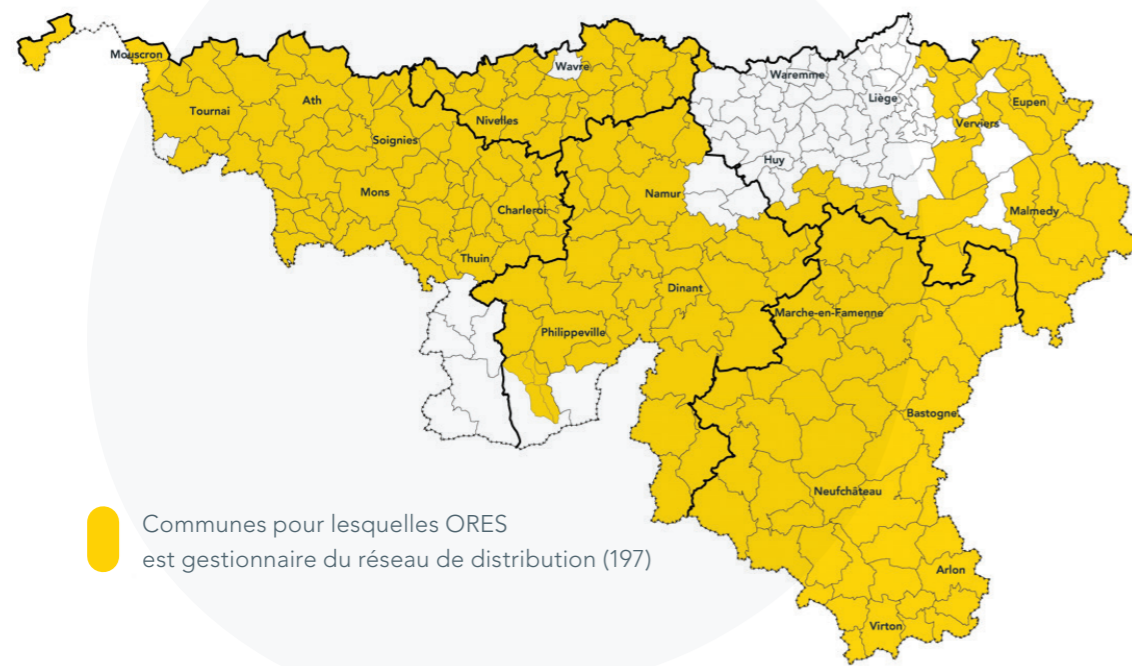 Mouscron
Wavre
Waremme
Liège
Tournai
Ath
Eupen
Nivelles
Verviers
Soignies
Huy
Mons
Namur
Charleroi
Malmedy
Thuin
Dinant
Marche-en-Famenne
Philippeville
Bastogne
Neufchâteau
Arlon
Virton
Communes pour lesquelles ORES
est gestionnaire du réseau de distribution (197)